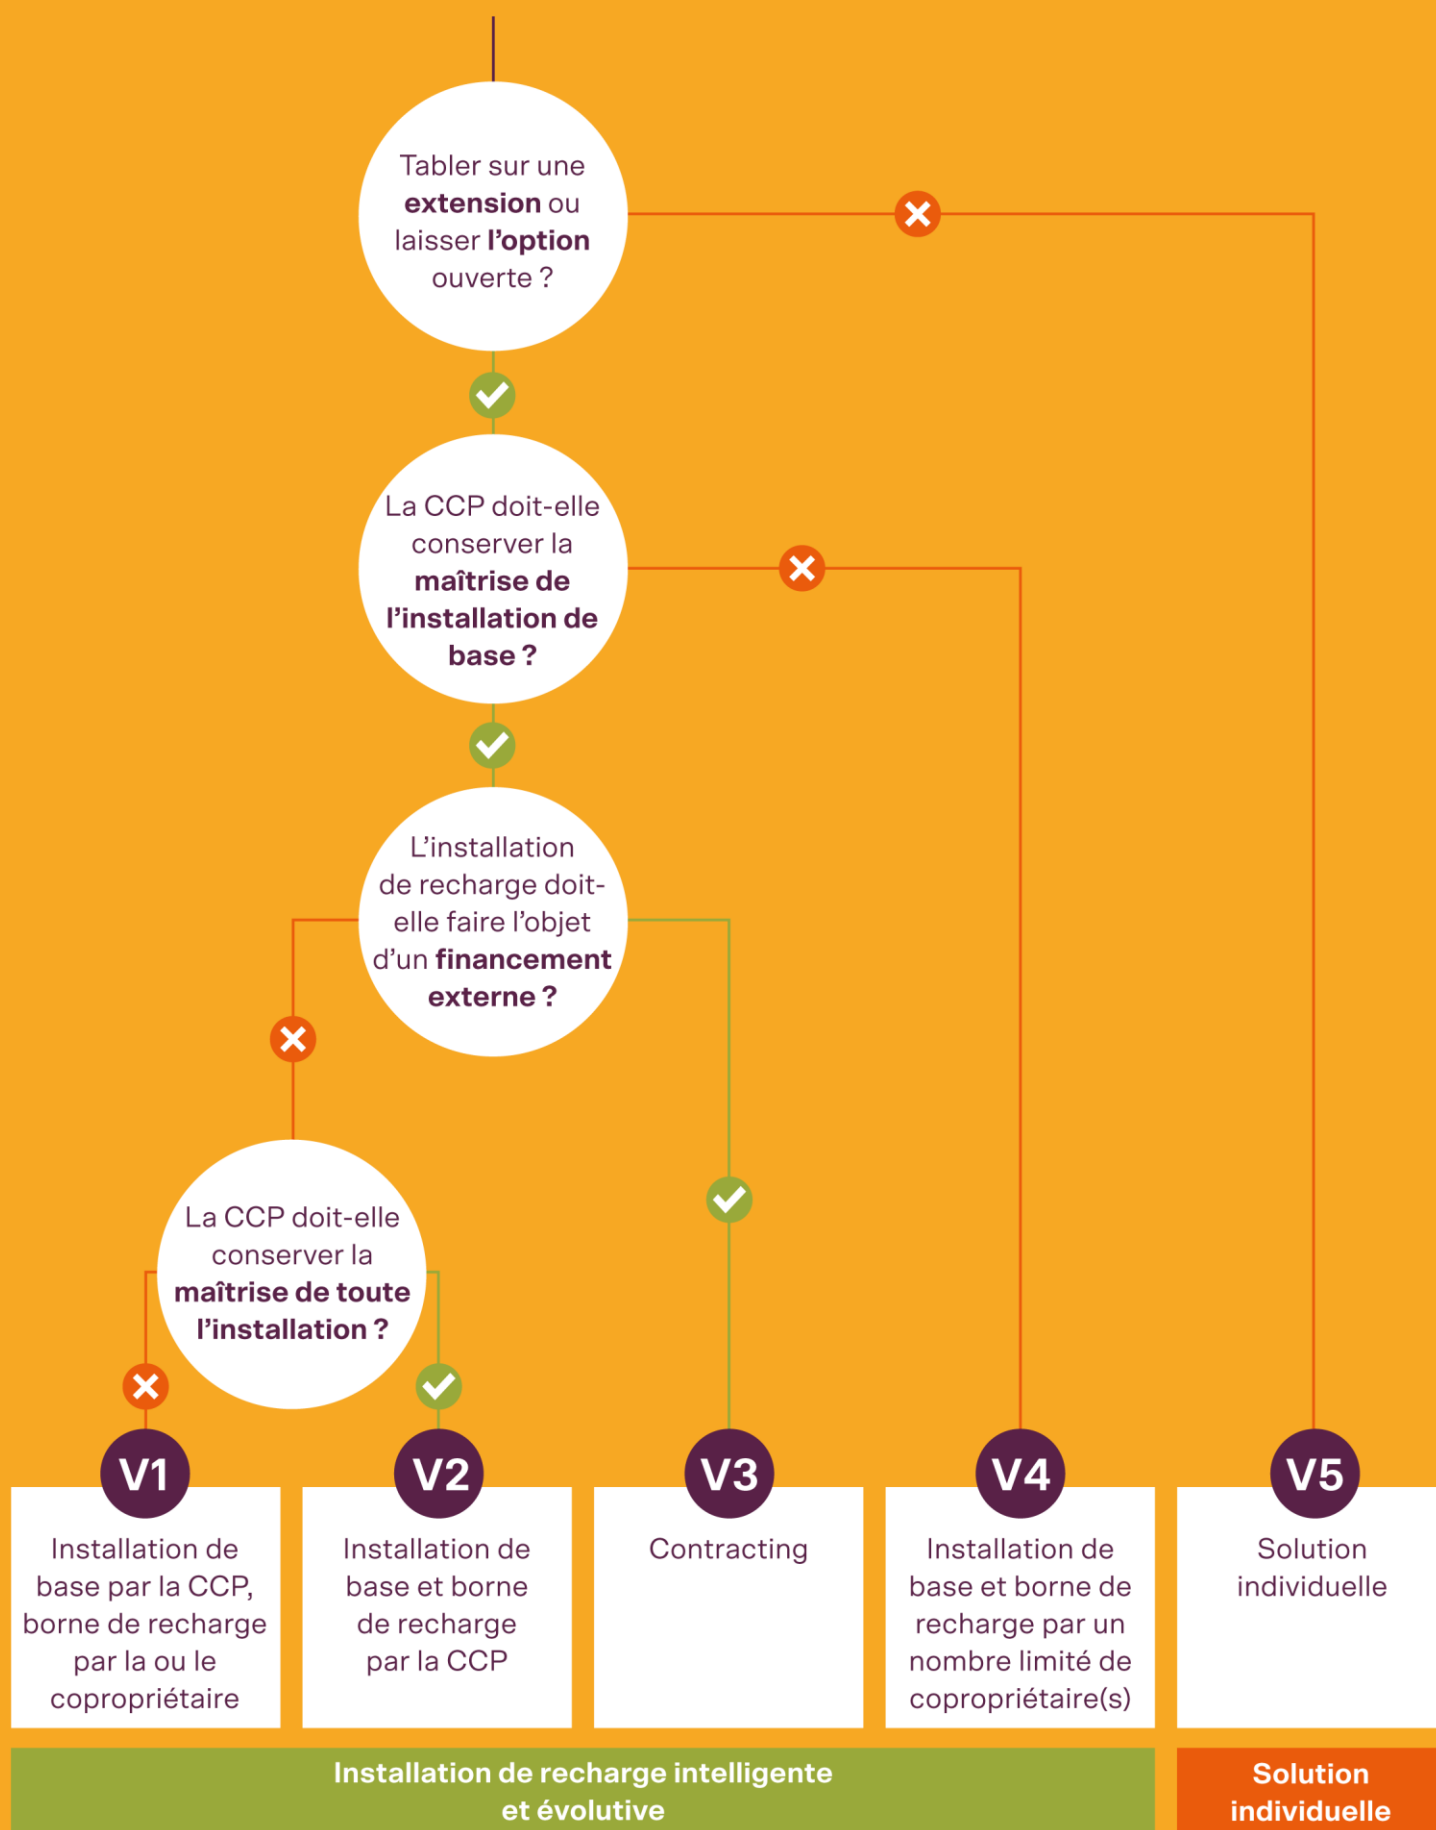 Tabler sur une
extension ou
laisser l’option
ouverte ?
La CCP doit-elle
conserver la
maîtrise de
l’installation de
base ?
L’installation
de recharge doit-
elle faire l’objet
d’un financement
externe ?
La CCP doit-elle
conserver la
maîtrise de toute
l’installation ?
V1
Installation de
base par la CCP,
borne de recharge
par la ou le
copropriétaire
V2
Installation de
base et borne
de recharge
par la CCP
V3
Contracting
V4
Installation de
base et borne de
recharge par un
nombre limité de
copropriétaire(s)
V5
Solution
individuelle
Installation de recharge intelligente
et évolutive
Solution
individuelle